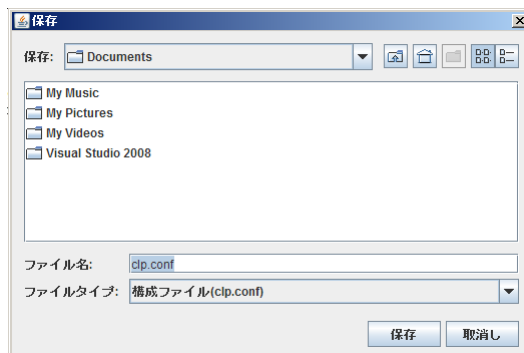 保存
保存: Documents
My Music
My Pictures
My Videos
Visual Studio 2008
ファイル名: clp.conf
ファイルタイプ: 構成ファイル(clp.conf)
保存 取消し